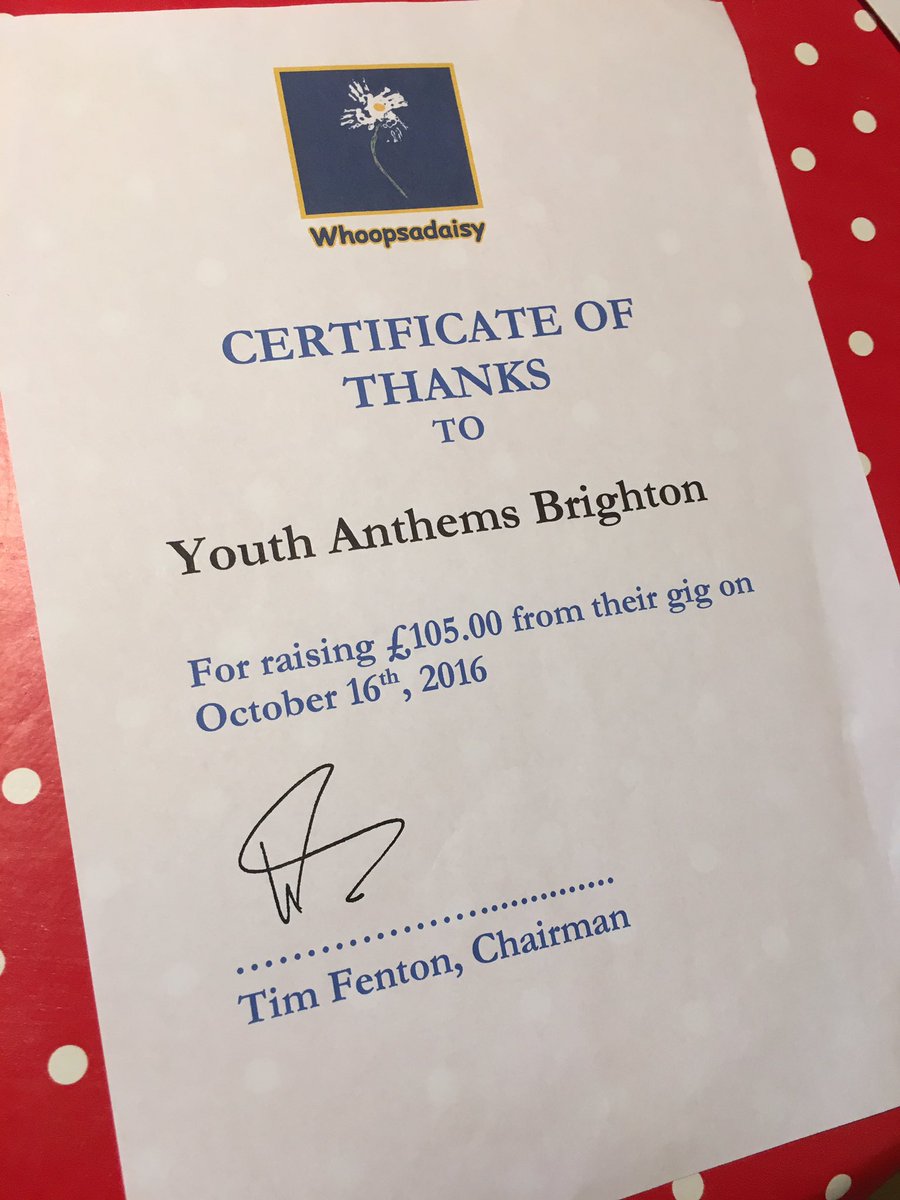 Whoopsadaisy
CERTIFICATE OF
THANKS
TO
Youth Anthems Brighton
For raising £105.00 from their gig on
October 16th, 2016
........................................
Tim Fenton, Chairman